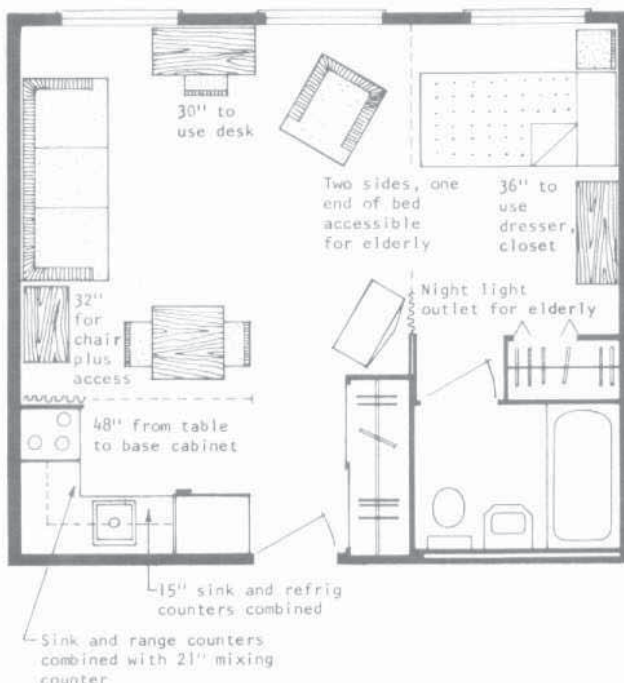 30" to
use desk
Two sides, one
end of bed
accessible
for elderly
36" to
use
dresser,
closet
Night light
outlet for elderly
32"
for
chair
plus
access
48" from table
to base cabinet
15" sink and refrig
counters combined
Sink and range counters
combined with 21" mixing
counter